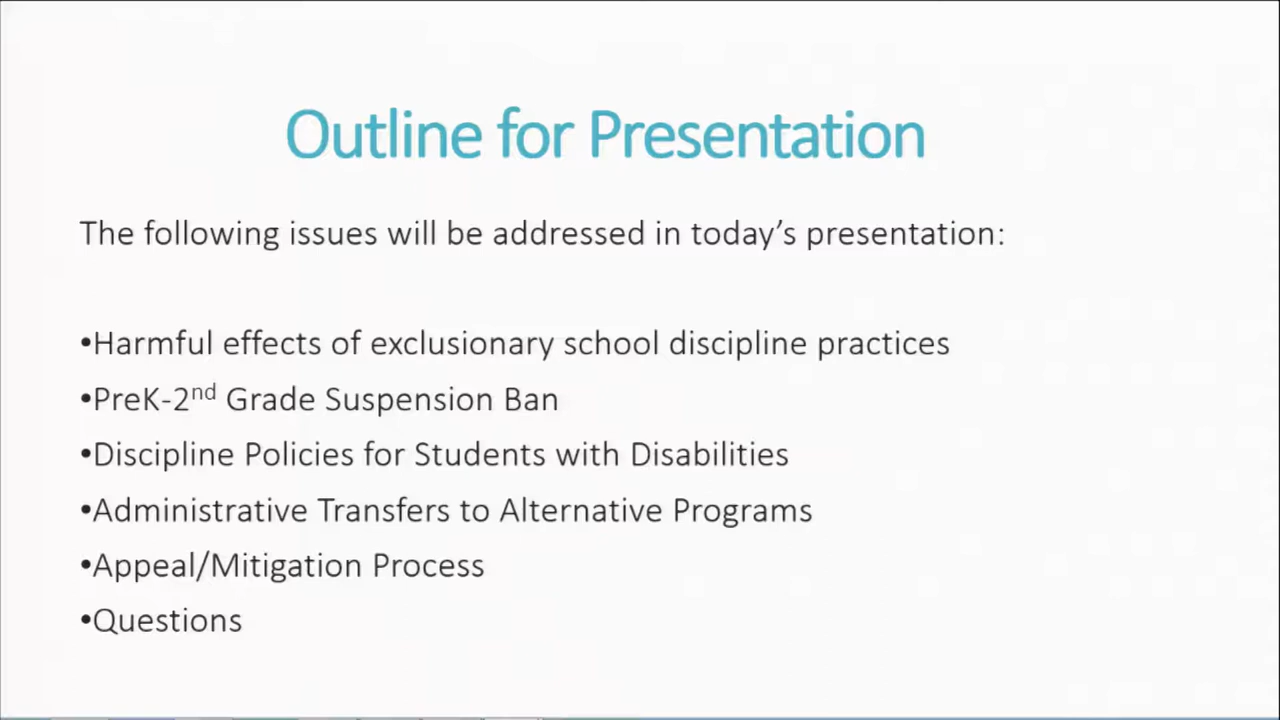 Outline for Presentation
The following issues will be addressed in today’s presentation:
•Harmful effects of exclusionary school discipline practices
•PreK-2nd Grade Suspension Ban
•Discipline Policies for Students with Disabilities
•Administrative Transfers to Alternative Programs
•Appeal/Mitigation Process
•Questions